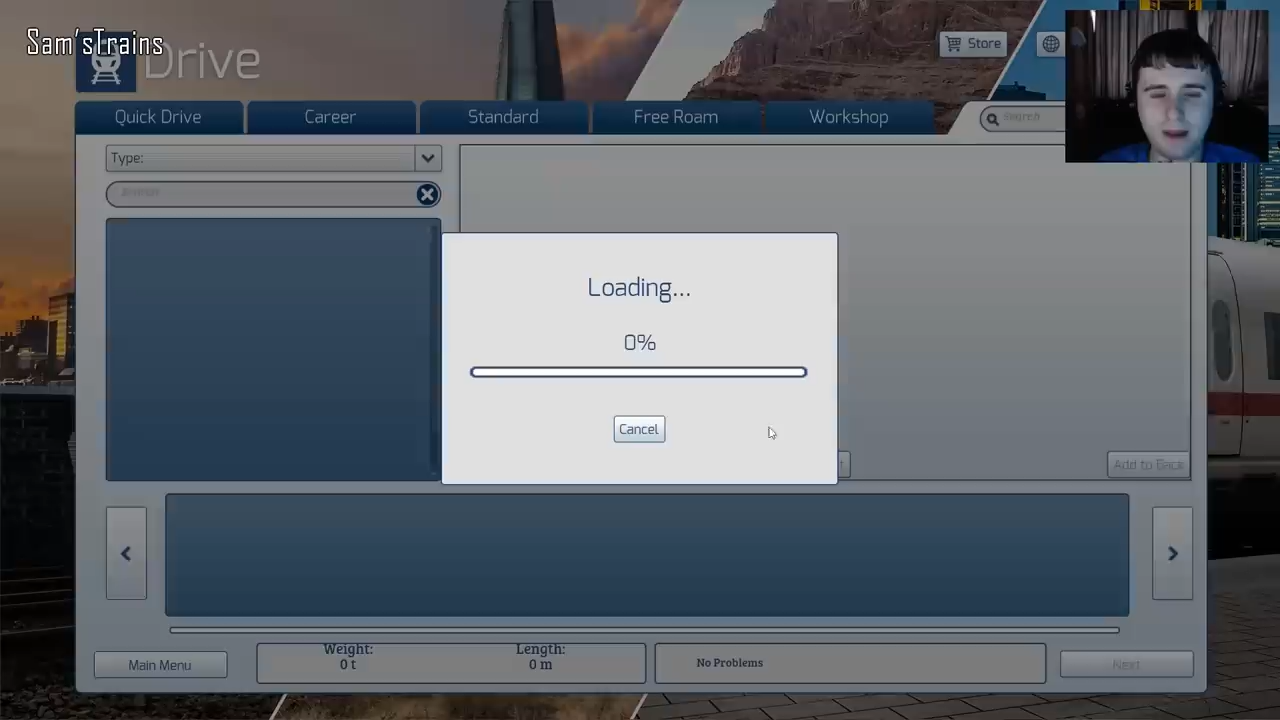 Sam'sTrains
Drive
Store
Quick Drive
Career
Standard
Free Roam
Workshop
Search
Type:
Loading...
0%
Cancel
Add to Back
Weight:
0 t
Length:
0 m
No Problems
Main Menu
Next